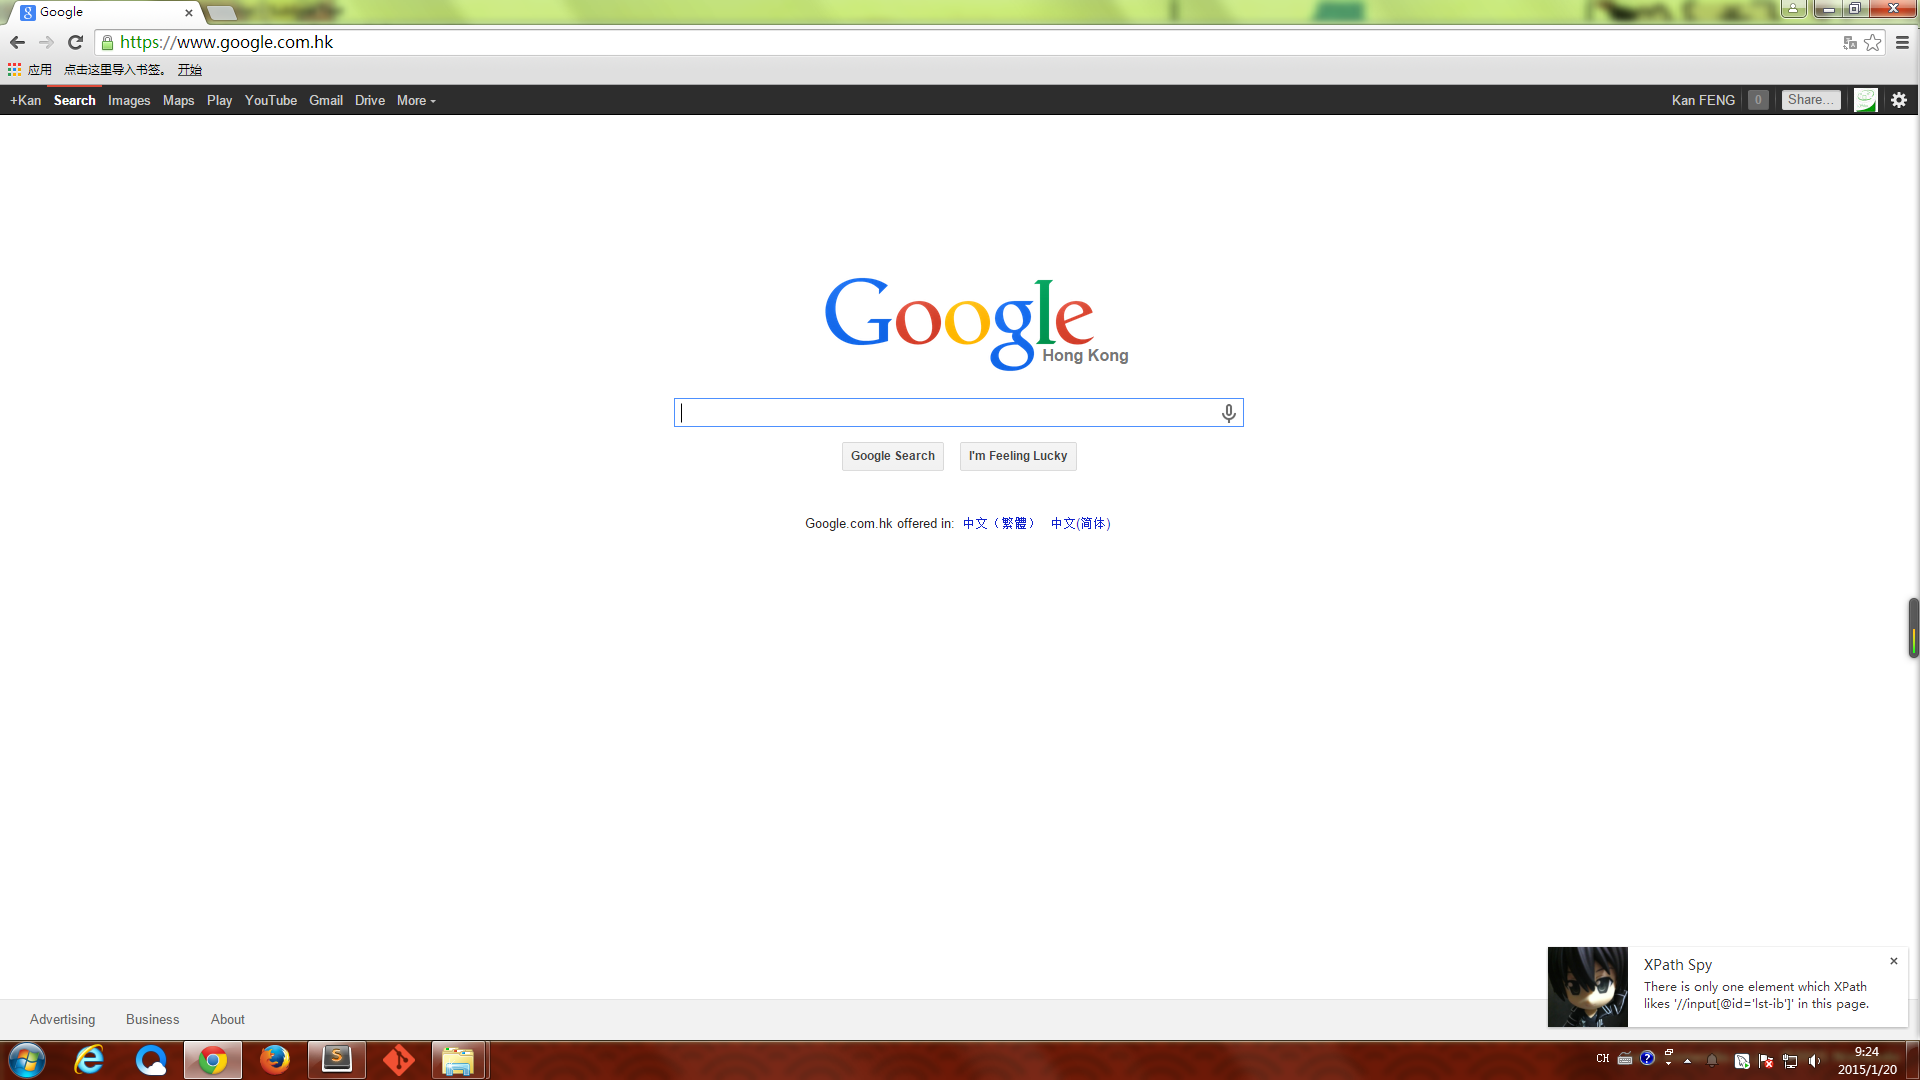 Google
https://www.google.com.hk
应用 点击这里导入书签。 开始
+Kan Search Images Maps Play YouTube Gmail Drive More Kan FENG 0 Share...
Google
Hong Kong
Google Search I'm Feeling Lucky
Google.com.hk offered in: 中文（繁體） 中文(简体)
XPath Spy
There is only one element which XPath
likes '//input[@id='lst-ib']' in this page.
Advertising Business About
CH
9:24
2015/1/20